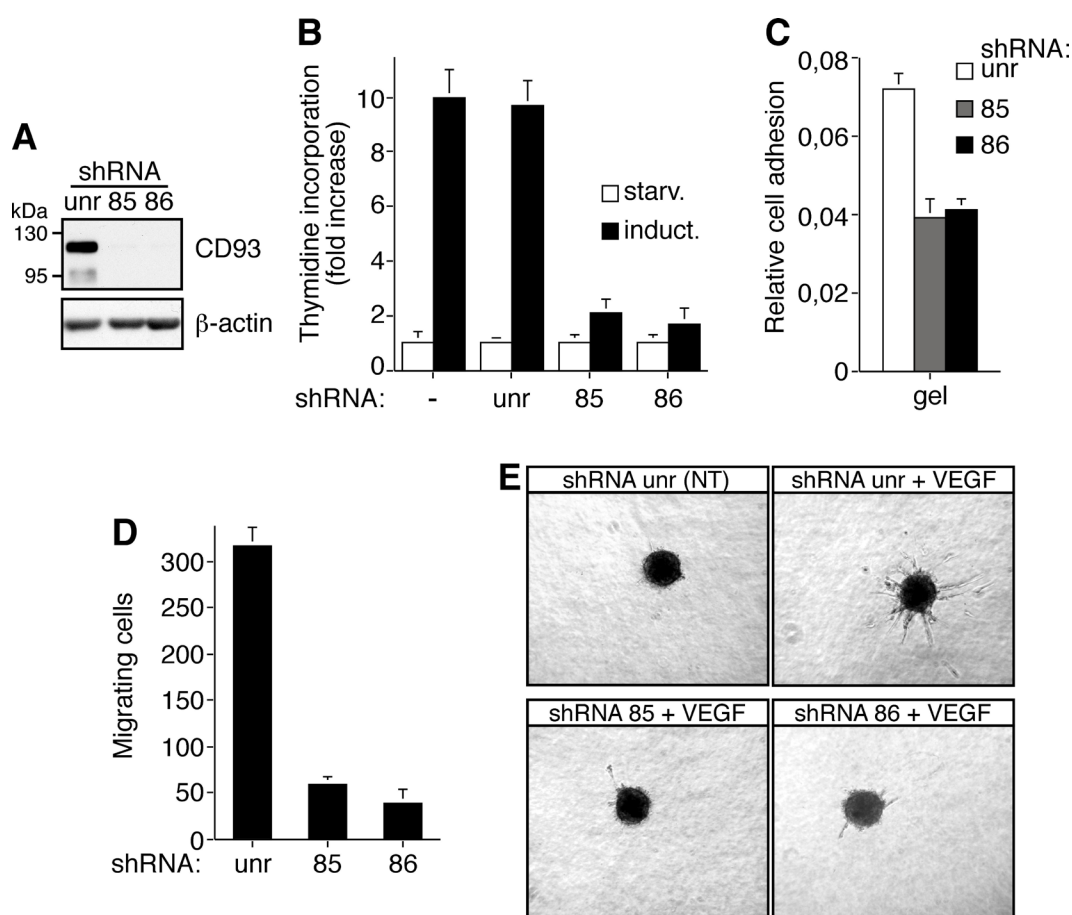 A
shRNA
unr 85 86
kDa
130
95
CD93
β-actin
B
Thymidine incorporation
(fold increase)
10
8
6
4
2
0
starv.
induct.
shRNA: - unr 85 86
C
Relative cell adhesion
0,08
0,06
0,04
0,02
0
shRNA:
unr
85
86
gel
D
Migrating cells
300
250
200
150
100
50
0
shRNA: unr 85 86
E
shRNA unr (NT)
shRNA unr + VEGF
shRNA 85 + VEGF
shRNA 86 + VEGF